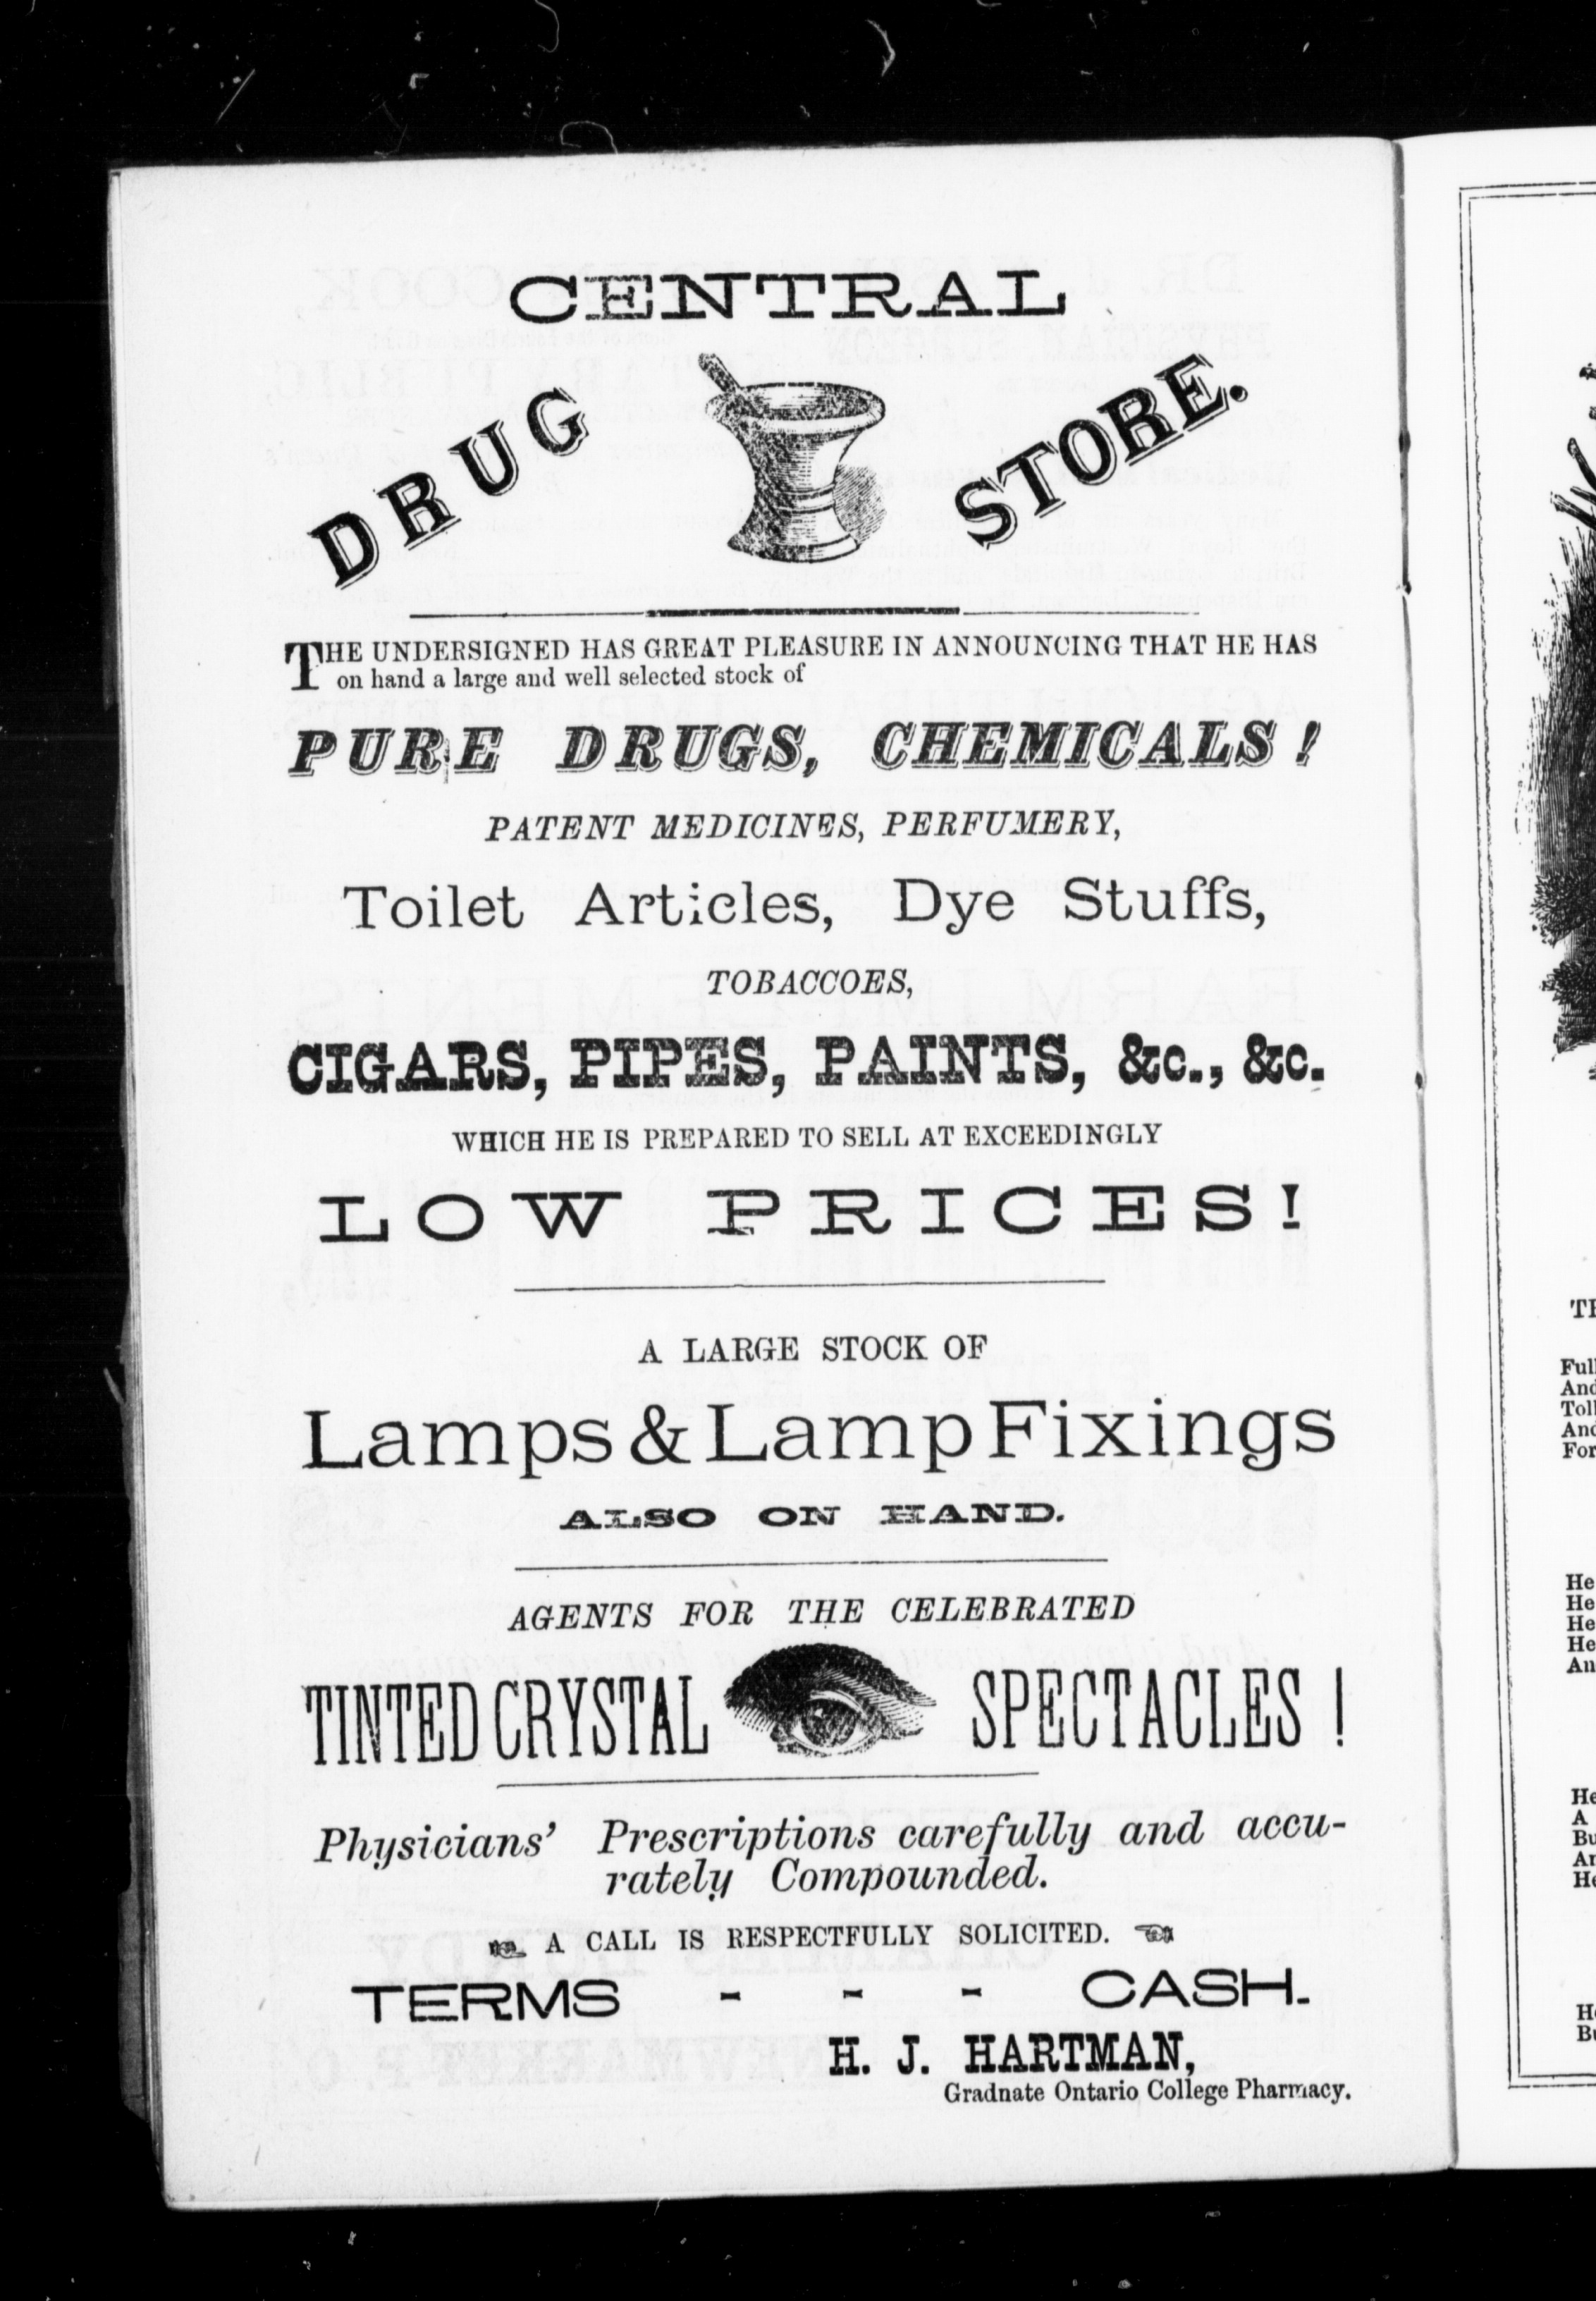 CENTRAL
DRUG STORE.
THE UNDERSIGNED HAS GREAT PLEASURE IN ANNOUNCING THAT HE HAS
on hand a large and well selected stock of
PURE DRUGS, CHEMICALS!
PATENT MEDICINES, PERFUMERY,
Toilet Articles, Dye Stuffs,
TOBACCOES,
CIGARS, PIPES, PAINTS, &c., &c.
WHICH HE IS PREPARED TO SELL AT EXCEEDINGLY
LOW PRICES!
A LARGE STOCK OF
Lamps & Lamp Fixings
ALSO ON HAND.
AGENTS FOR THE CELEBRATED
TINTED CRYSTAL SPECTACLES!
Physicians' Prescriptions carefully and accu-
rately Compounded.
A CALL IS RESPECTFULLY SOLICITED.
TERMS - - - CASH.
H. J. HARTMAN,
Gradnate Ontario College Pharmacy.